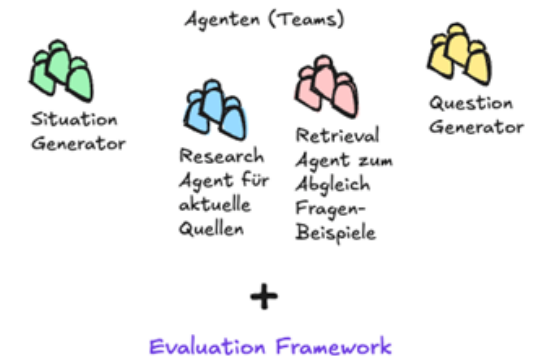 Agenten (Teams)
Situation
Generator
Research
Agent für
aktuelle
Quellen
Retrieval
Agent zum
Abgleich
Fragen-
Beispiele
Question
Generator
+
Evaluation Framework